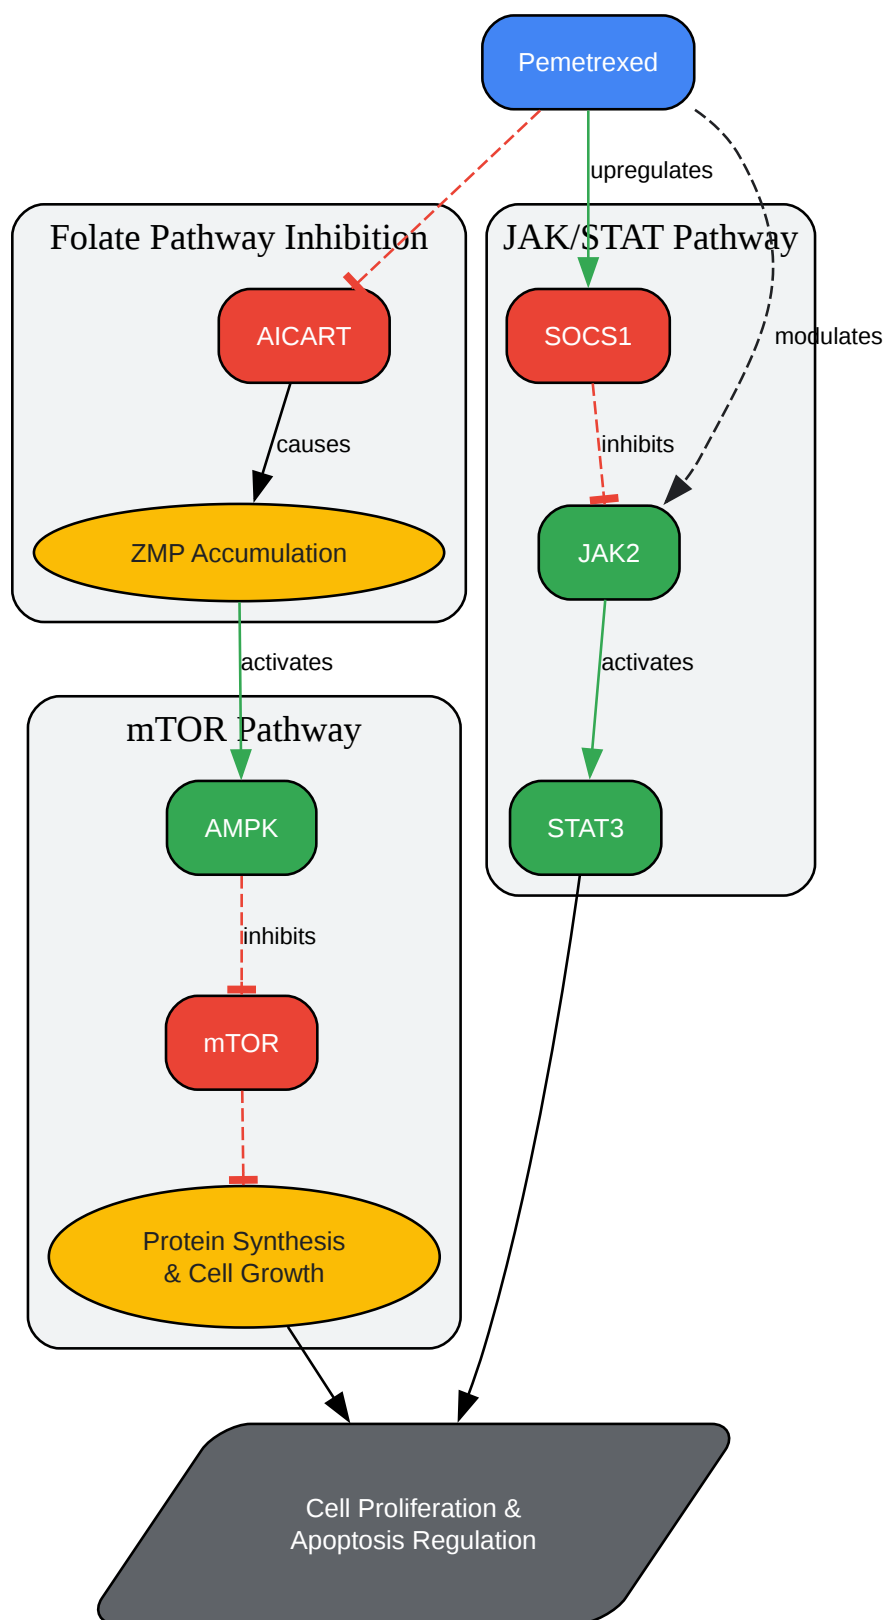 Pemetrexed
upregulates
Folate Pathway Inhibition
JAK/STAT Pathway
AICART
SOCS1
modulates
causes
inhibits
ZMP Accumulation
JAK2
activates
activates
mTOR Pathway
AMPK
STAT3
inhibits
mTOR
Protein Synthesis
& Cell Growth
Cell Proliferation &
Apoptosis Regulation